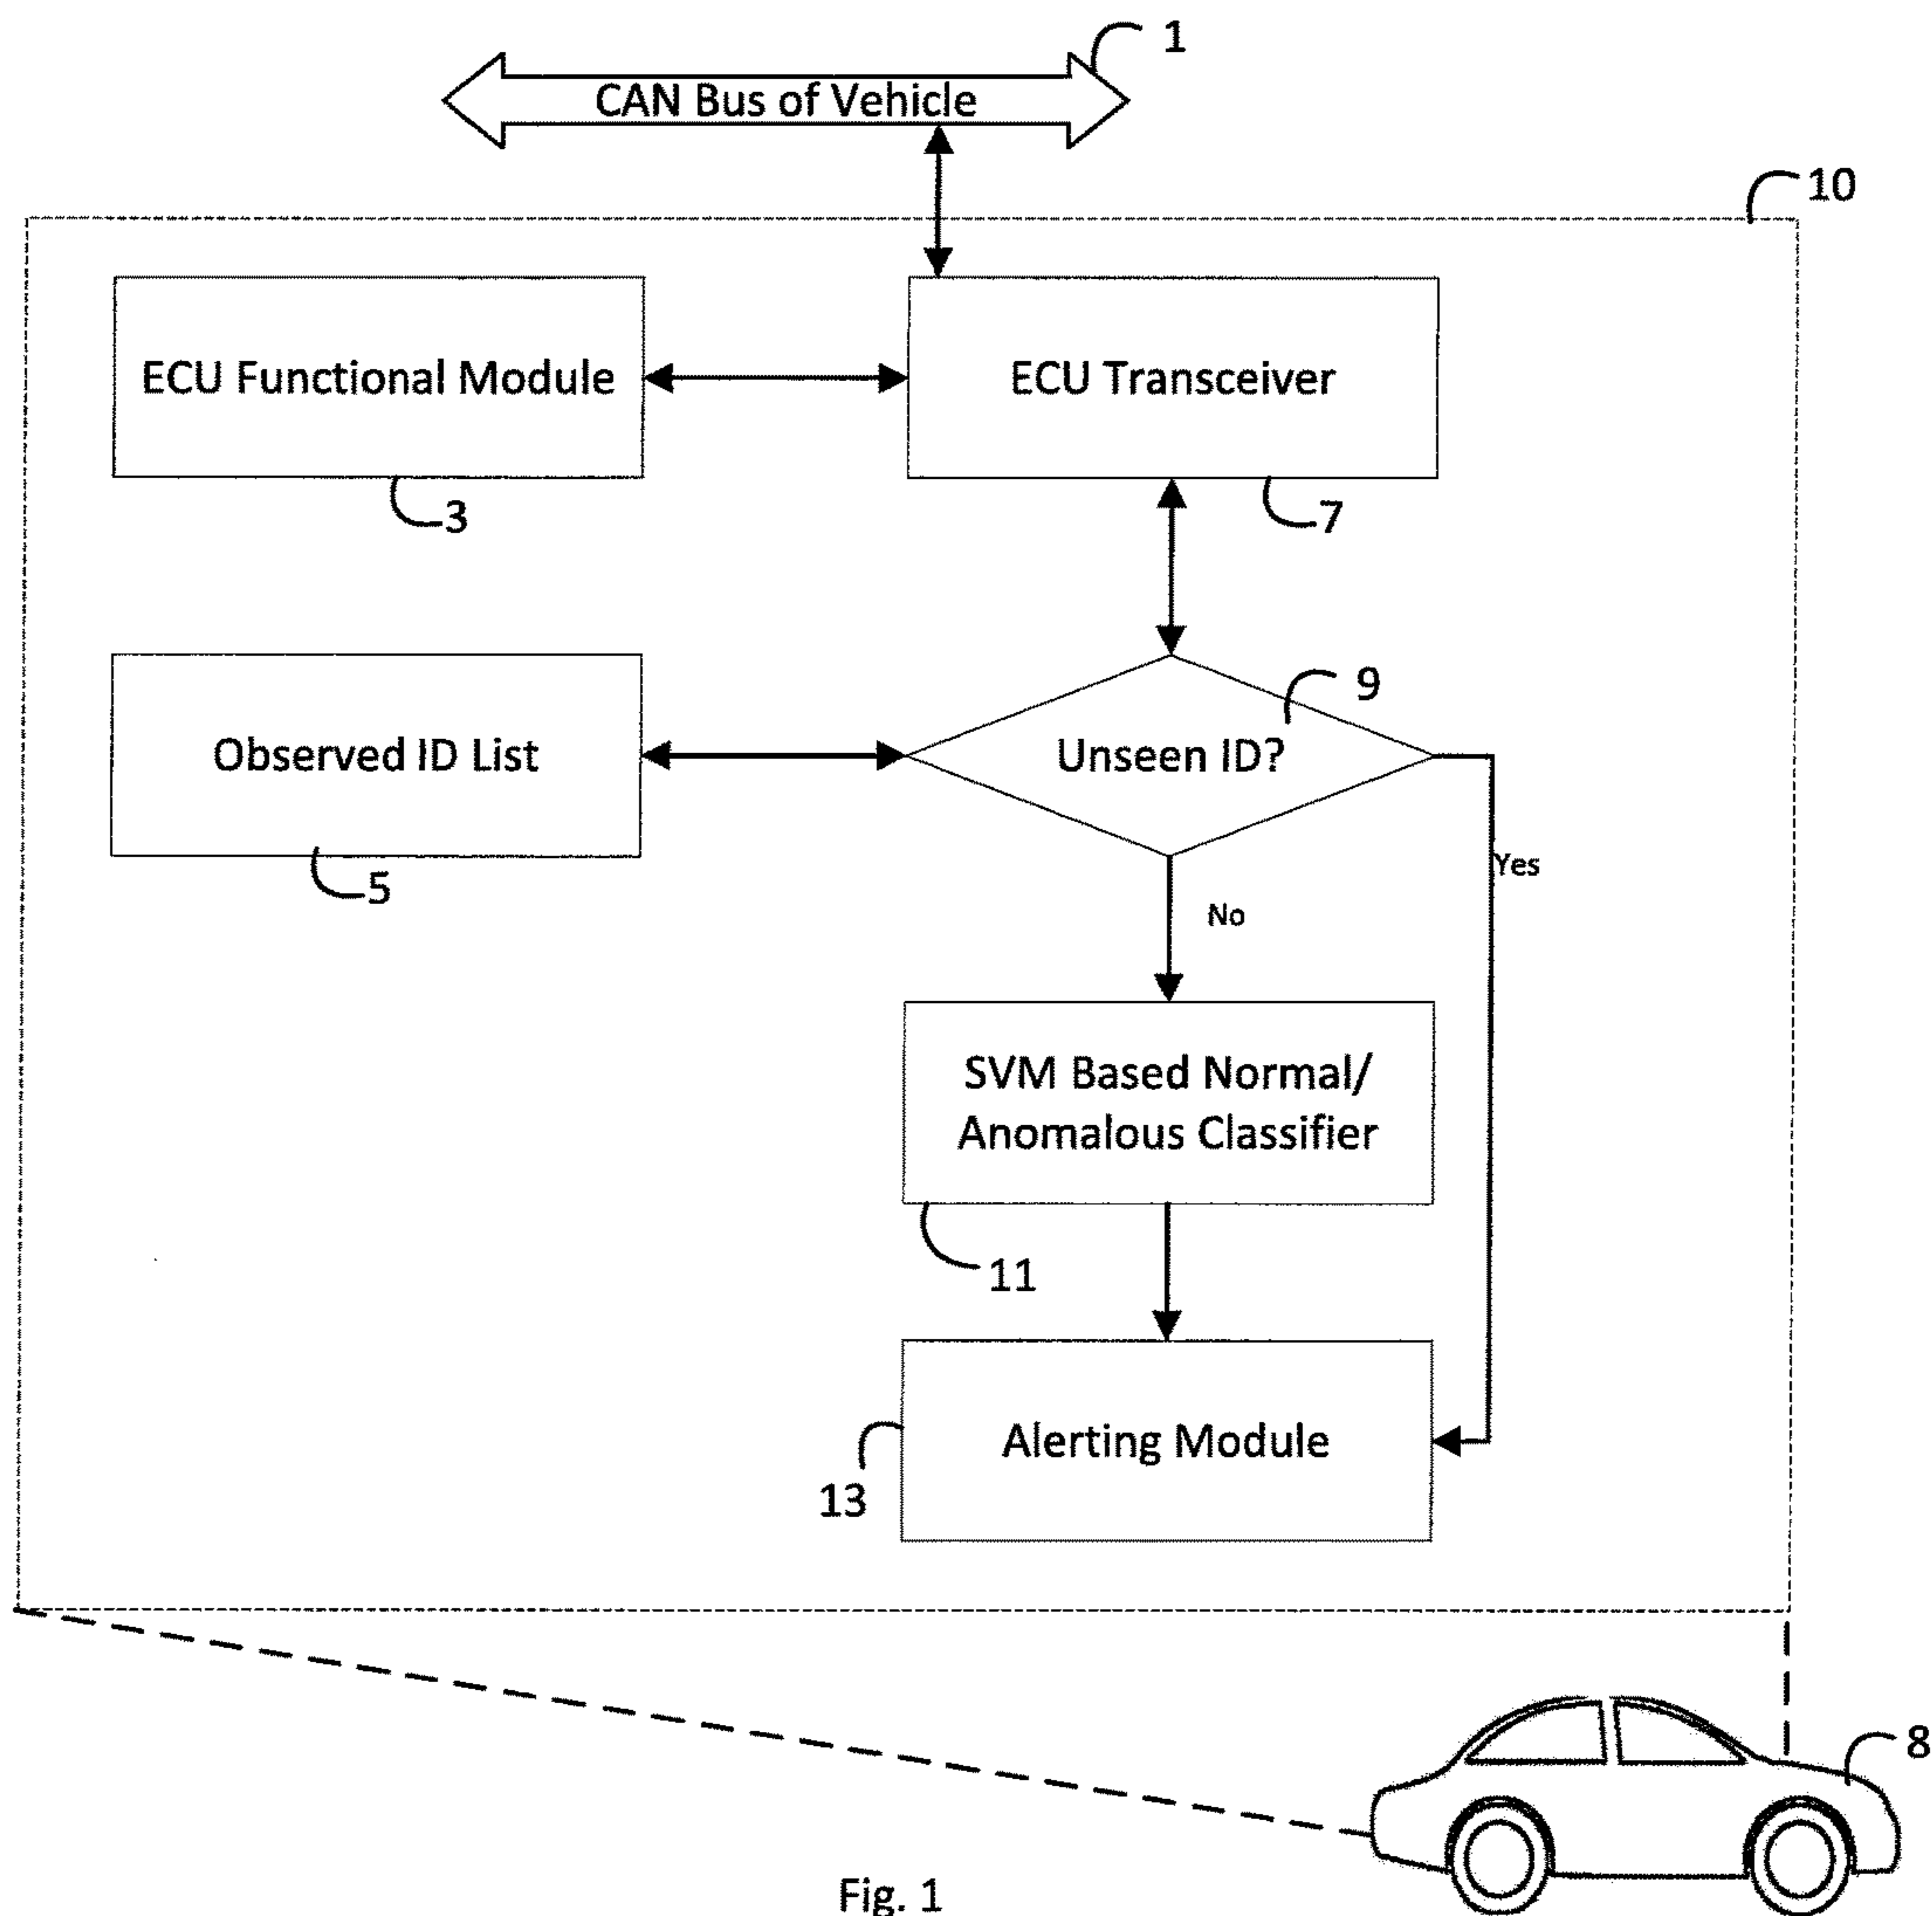 1
CAN Bus of Vehicle
10
ECU Functional Module
ECU Transceiver
3
7
9
Observed ID List
Unseen ID?
Yes
5
No
SVM Based Normal/
Anomalous Classifier
11
Alerting Module
13
8
Fig. 1